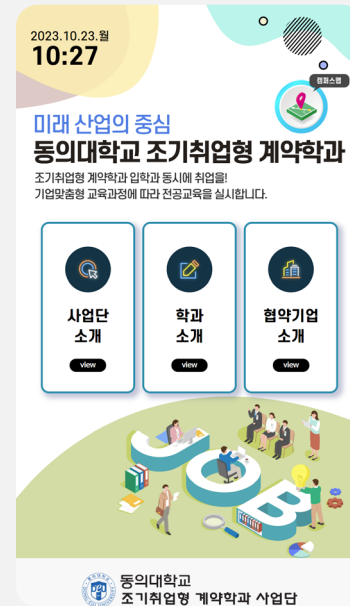 2023.10.23.월
10:27
캠퍼스맵
미래 산업의 중심
동의대학교 조기취업형 계약학과
조기취업형 계약학과 입학과 동시에 취업을!
기업맞춤형 교육과정에 따라 전공교육을 실시합니다.
사업단
소개
view
학과
소개
view
협약기업
소개
view
JOB
동의대학교
조기취업형 계약학과 사업단